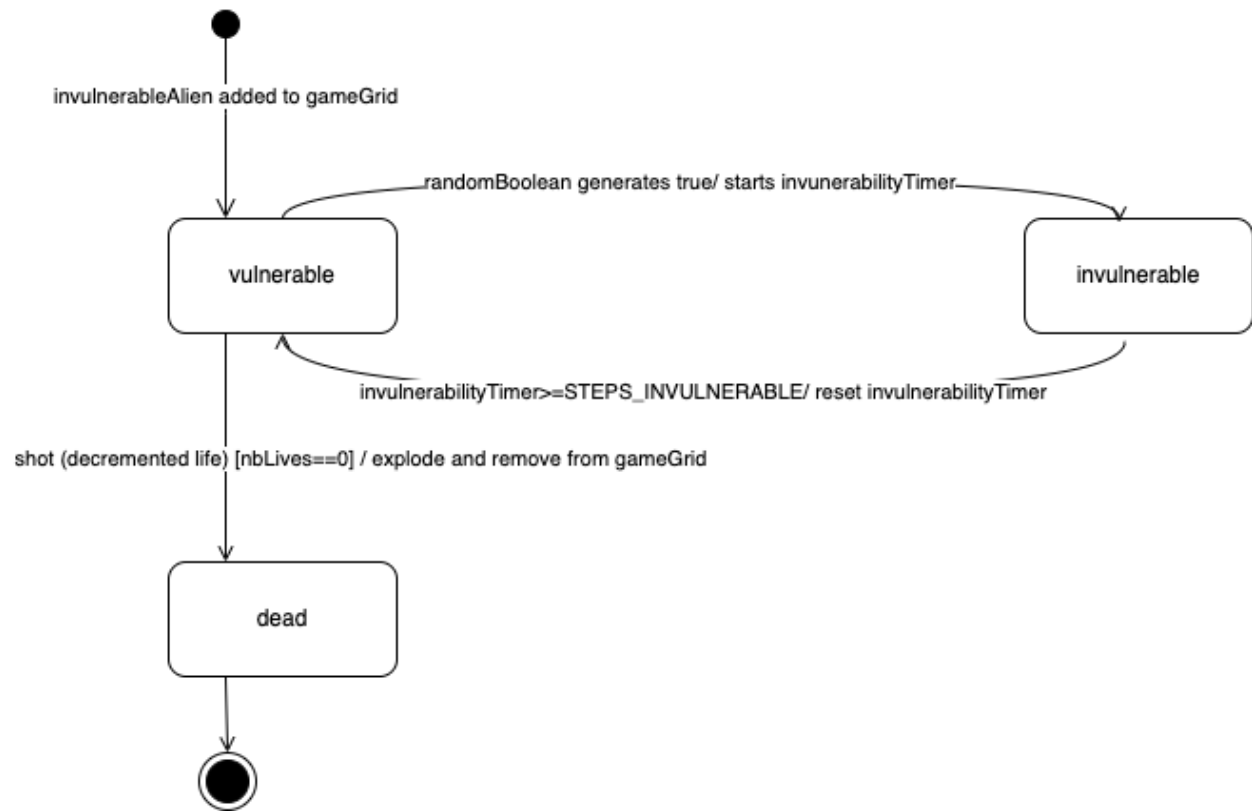 invulnerableAlien added to gameGrid
randomBoolean generates true/ starts invunerabilityTimer
vulnerable
invulnerable
invulnerabilityTimer>=STEPS_INVULNERABLE/ reset invulnerabilityTimer
shot (decremented life) [nbLives==0] / explode and remove from gameGrid
dead